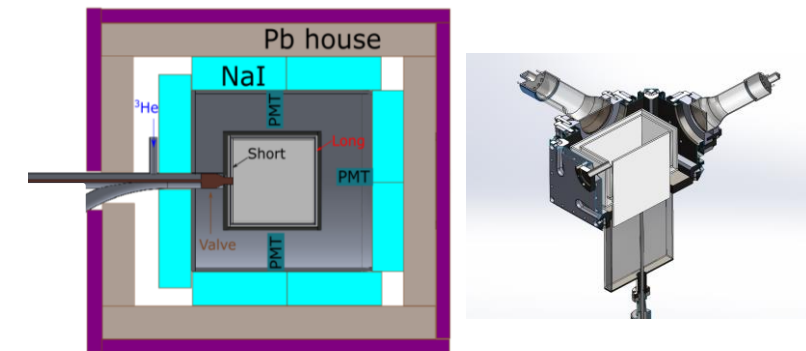 Pb house
NaI
PMT
³He
Long
Short
PMT
Valve
PMT